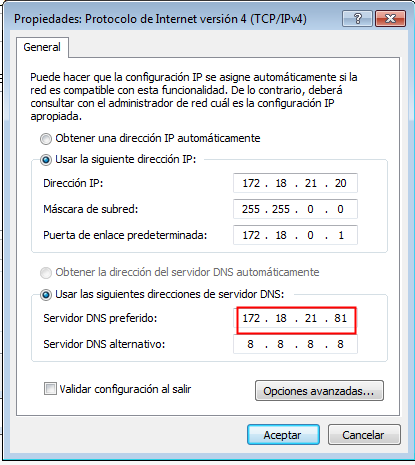 Propiedades: Protocolo de Internet versión 4 (TCP/IPv4)
General
Puede hacer que la configuración IP se asigne automáticamente si la
red es compatible con esta funcionalidad. De lo contrario, deberá
consultar con el administrador de red cuál es la configuración IP
apropiada.
Obtener una dirección IP automáticamente
Usar la siguiente dirección IP:
Dirección IP: 172 . 18 . 21 . 20
Máscara de subred: 255 . 255 . 0 . 0
Puerta de enlace predeterminada: 172 . 18 . 0 . 1
Obtener la dirección del servidor DNS automáticamente
Usar las siguientes direcciones de servidor DNS:
Servidor DNS preferido: 172 . 18 . 21 . 81
Servidor DNS alternativo: 8 . 8 . 8 . 8
Validar configuración al salir
Opciones avanzadas...
Aceptar Cancelar